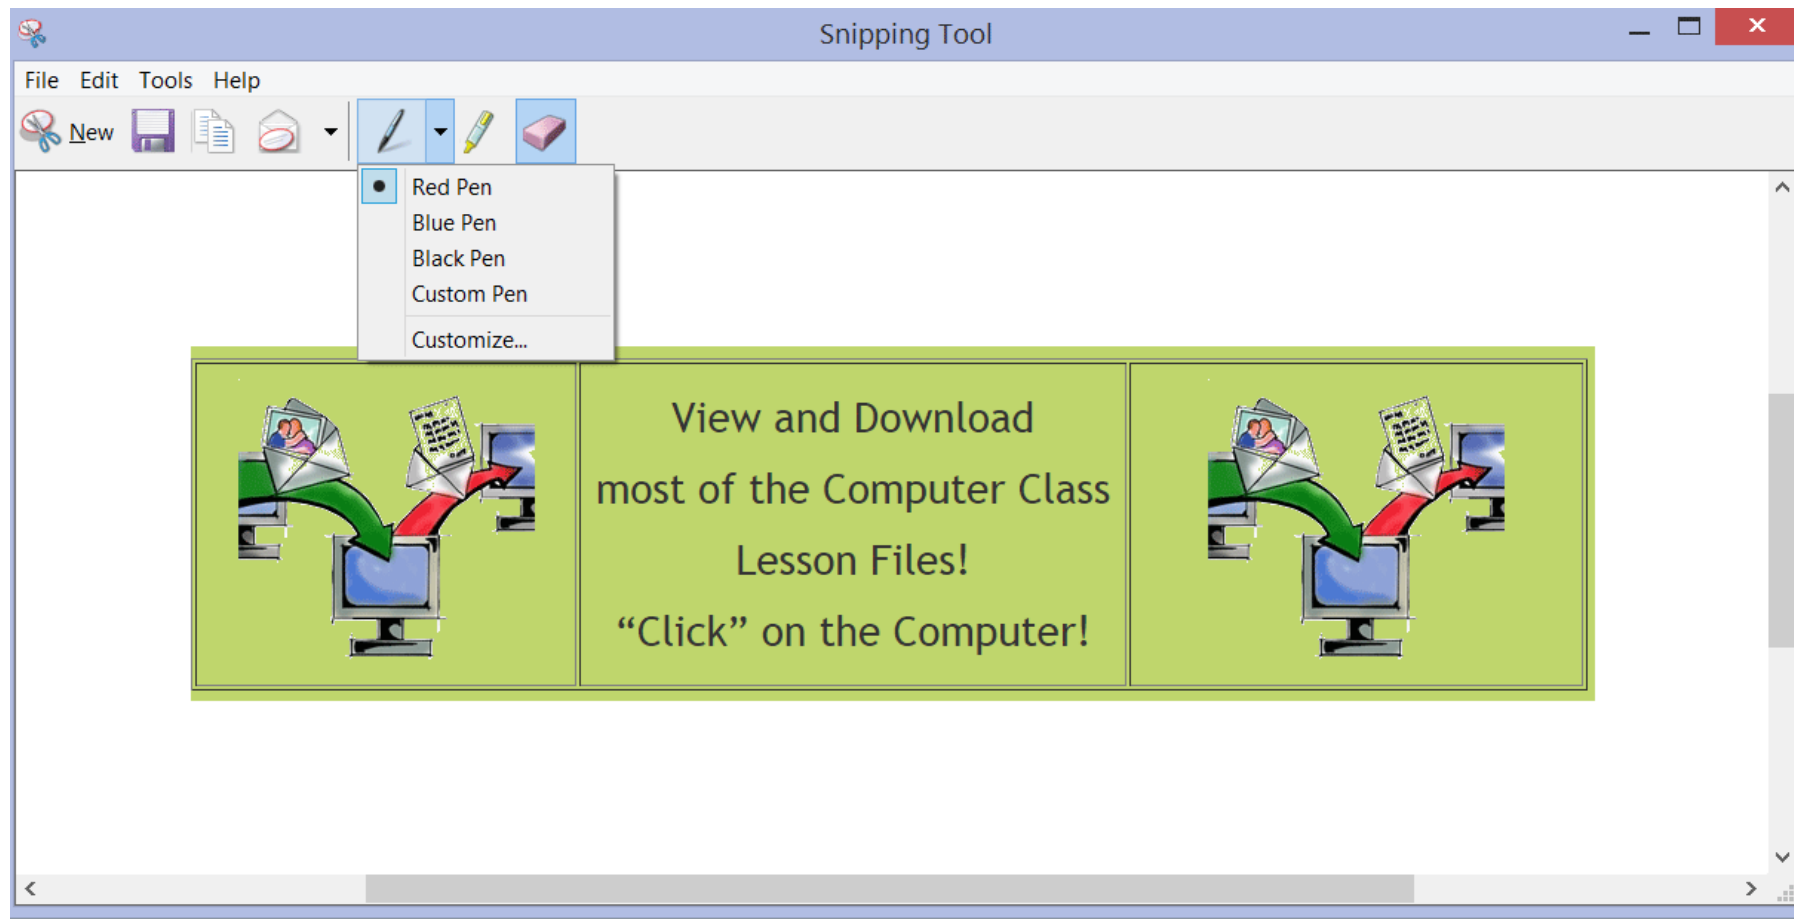 Snipping Tool
File Edit Tools Help
New
Red Pen
Blue Pen
Black Pen
Custom Pen
Customize...
View and Download
most of the Computer Class
Lesson Files!
“Click” on the Computer!